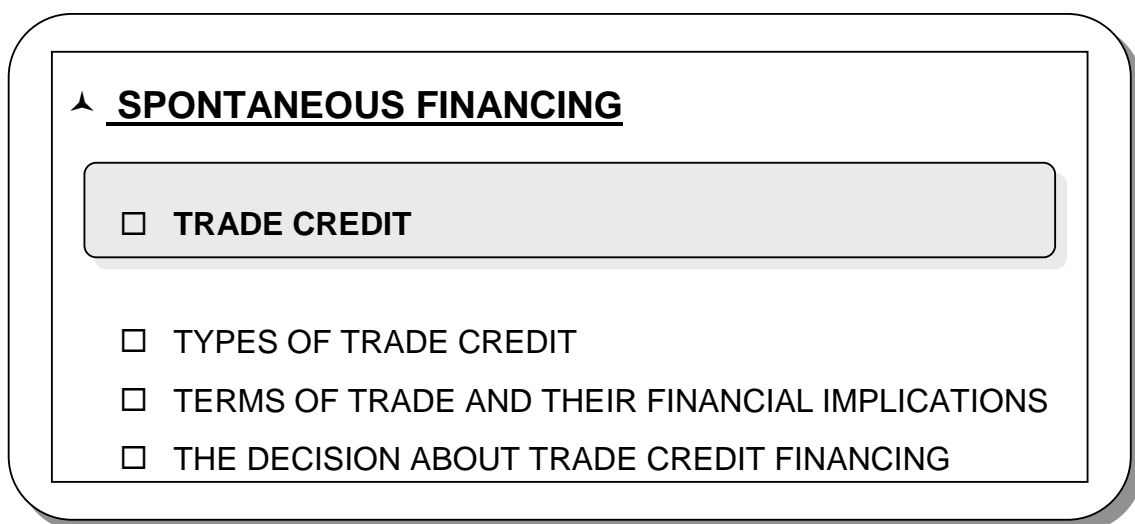 SPONTANEOUS FINANCING
TRADE CREDIT
TYPES OF TRADE CREDIT
TERMS OF TRADE AND THEIR FINANCIAL IMPLICATIONS
THE DECISION ABOUT TRADE CREDIT FINANCING